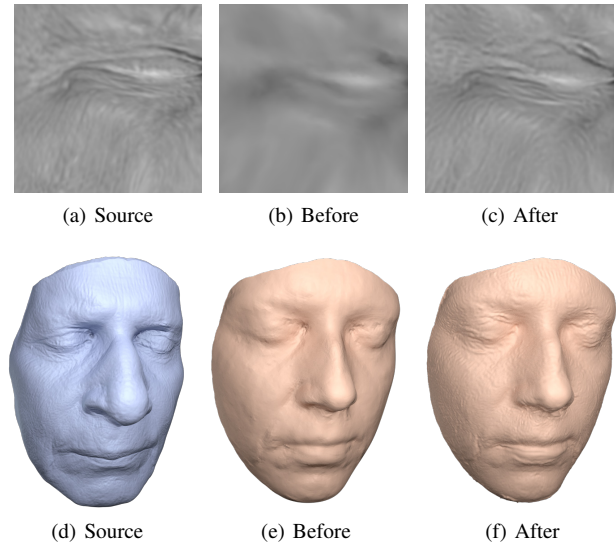 (a) Source
(b) Before
(c) After
(d) Source
(e) Before
(f) After